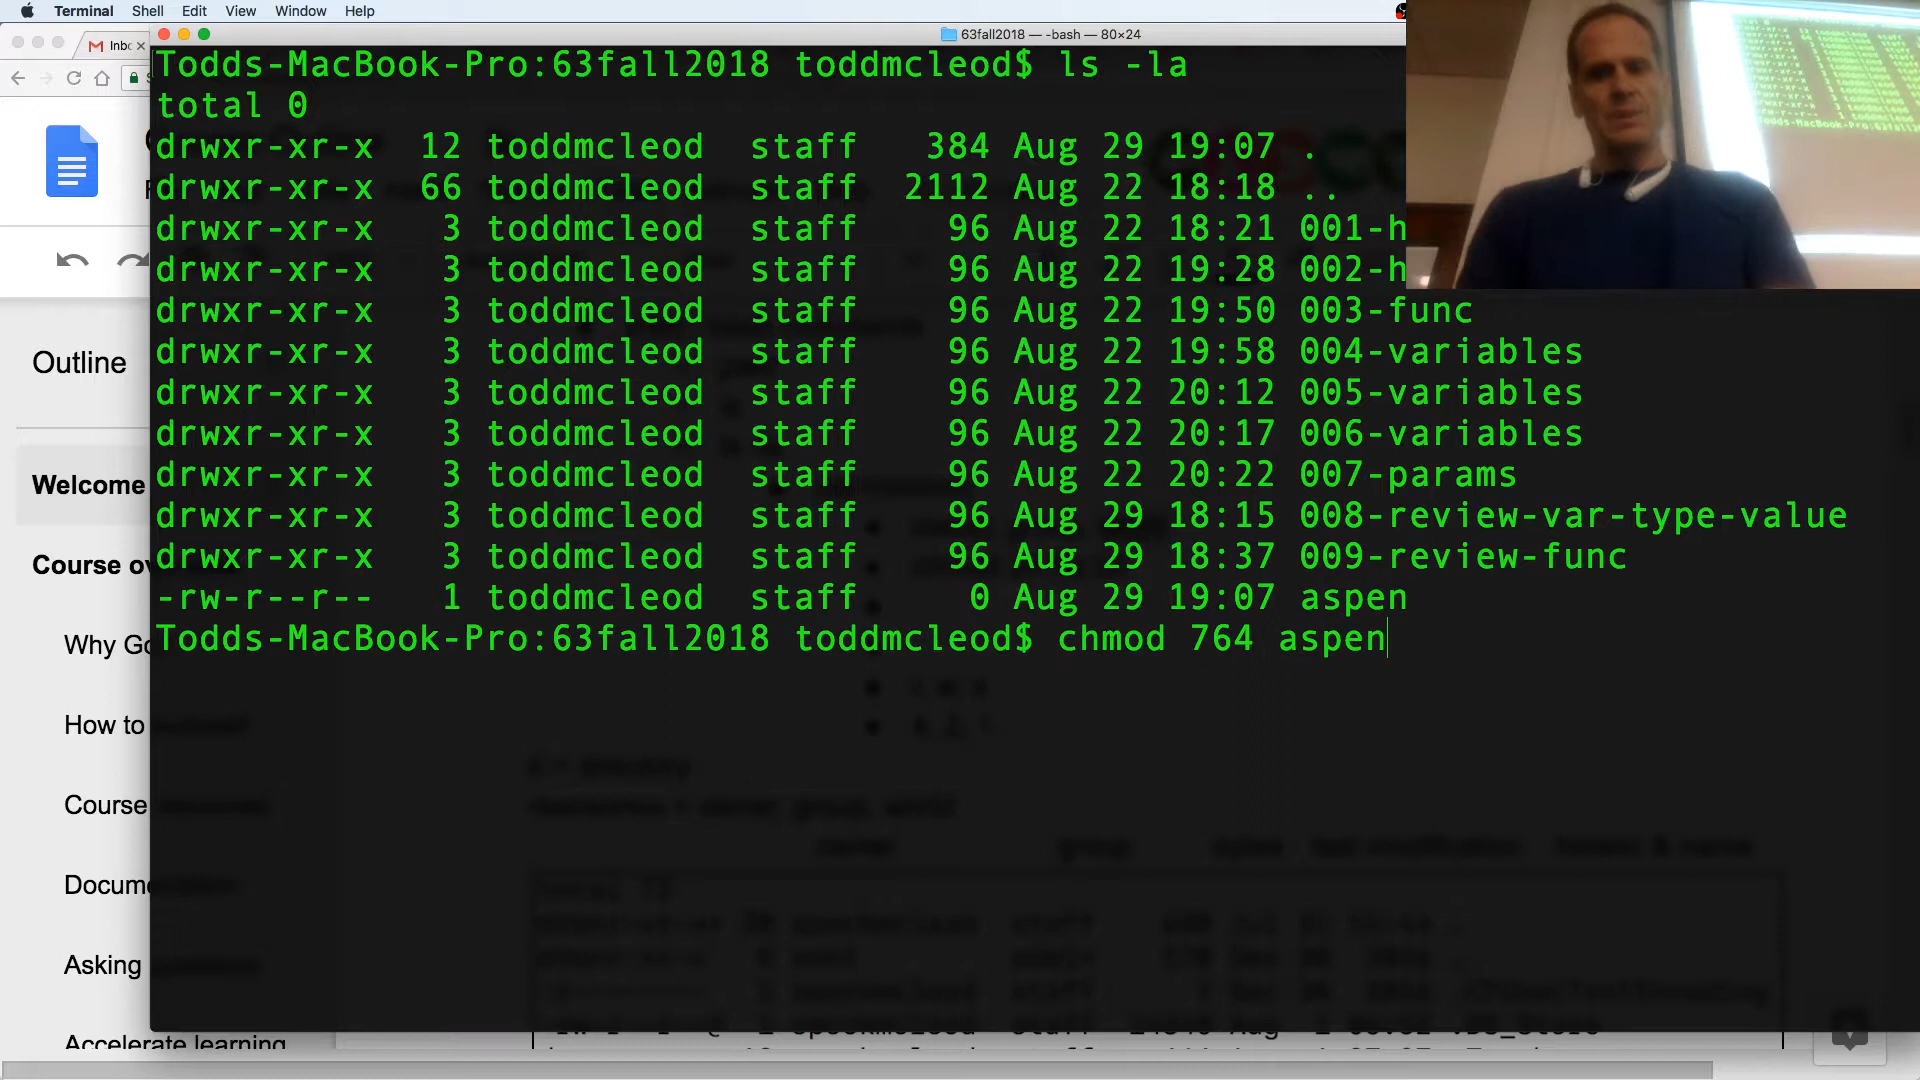 Terminal Shell Edit View Window Help
63fall2018 — -bash — 80×24
Todds-MacBook-Pro:63fall2018 toddmcleod$ ls -la
total 0
drwxr-xr-x 12 toddmcleod staff 384 Aug 29 19:07 .
drwxr-xr-x 66 toddmcleod staff 2112 Aug 22 18:18 ..
drwxr-xr-x 3 toddmcleod staff 96 Aug 22 18:21 001-h
drwxr-xr-x 3 toddmcleod staff 96 Aug 22 19:28 002-h
drwxr-xr-x 3 toddmcleod staff 96 Aug 22 19:50 003-func
drwxr-xr-x 3 toddmcleod staff 96 Aug 22 19:58 004-variables
drwxr-xr-x 3 toddmcleod staff 96 Aug 22 20:12 005-variables
drwxr-xr-x 3 toddmcleod staff 96 Aug 22 20:17 006-variables
drwxr-xr-x 3 toddmcleod staff 96 Aug 22 20:22 007-params
drwxr-xr-x 3 toddmcleod staff 96 Aug 29 18:15 008-review-var-type-value
drwxr-xr-x 3 toddmcleod staff 96 Aug 29 18:37 009-review-func
-rw-r--r-- 1 toddmcleod staff 0 Aug 29 19:07 aspen
Todds-MacBook-Pro:63fall2018 toddmcleod$ chmod 764 aspen
Inbo
Outline
Welcome
Course ov
Why Go
How to
Course
Docum
Asking
Accelerate learning